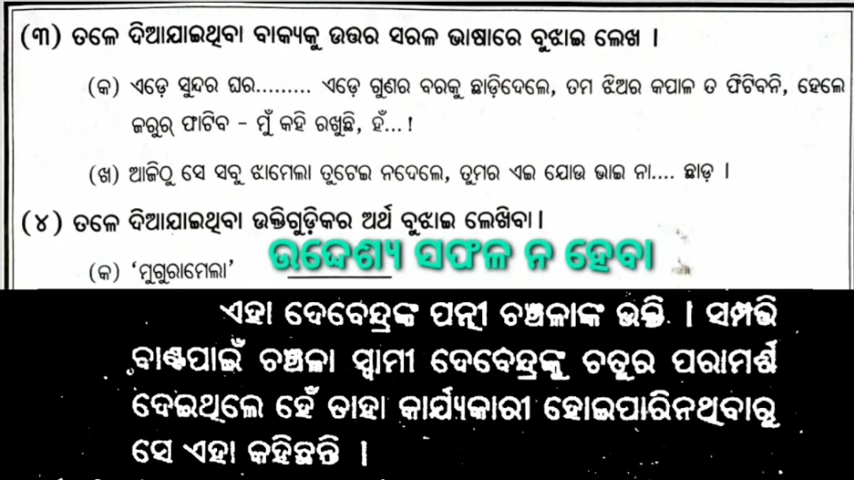 (୩) ତଳେ ଦିଆଯାଇଥିବା ବାକ୍ୟକୁ ଉତ୍ତର ସରଳ ଭାଷାରେ ବୁଝାଇ ଲେଖ ।
(କ) ଏଡ଼େ ସୁନ୍ଦର ଘର......... ଏଡ଼େ ଗୁଣର ବରକୁ ଛାଡ଼ିଦେଲେ, ତମ ଝିଅର କପାଳ ତ ଫିଟିବନି, ହେଲେ
ଜରୁର୍ ଫାଟିବ - ମୁଁ କହି ରଖୁଛି, ହଁ...!
(ଖ) ଆଜିଠୁ ସେ ସବୁ ଝାମେଲା ତୁଟେଇ ନଦେଲେ, ତୁମର ଏଇ ଯୋଉ ଭାଇ ନା.... ଛାଡ଼ ।
(୪) ତଳେ ଦିଆଯାଇଥିବା ଉକ୍ତିଗୁଡ଼ିକର ଅର୍ଥ ବୁଝାଇ ଲେଖିବା।
(କ) ‘ମୁଗୁରାମେଲା’ ଉଦ୍ଦେଶ୍ୟ ସଫଳ ନ ହେବା
ଏହା ଦେବେନ୍ଦ୍ରଙ୍କ ପତ୍ନୀ ଚଞ୍ଚଳାଙ୍କ ଉକ୍ତି । ସମ୍ପତ୍ତି
ବାଣ୍ଟପାଇଁ ଚଞ୍ଚଳା ସ୍ୱାମୀ ଦେବେନ୍ଦ୍ରଙ୍କୁ ଚତୁର ପରାମର୍ଶ
ଦେଇଥିଲେ ହେଁ ତାହା କାର୍ଯ୍ୟକାରୀ ହୋଇପାରିନଥିବାରୁ
ସେ ଏହା କହିଛନ୍ତି ।